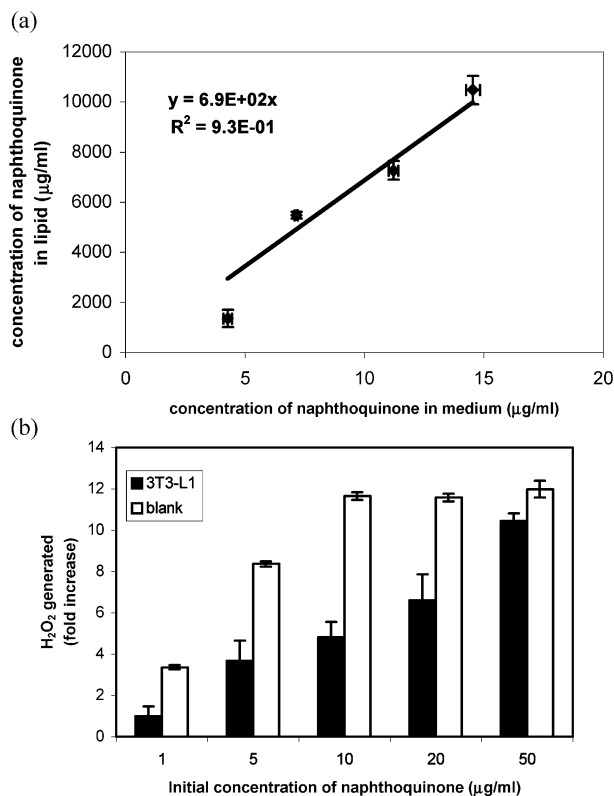 (a)
12000
10000
8000
6000
4000
2000
0
y = 6.9E+02x
R² = 9.3E-01
concentration of naphthoquinone
in lipid (µg/ml)
0 5 10 15 20
concentration of naphthoquinone in medium (µg/ml)
(b)
14
12
10
8
6
4
2
0
3T3-L1
blank
H₂O₂ generated
(fold increase)
1 5 10 20 50
Initial concentration of naphthoquinone (µg/ml)